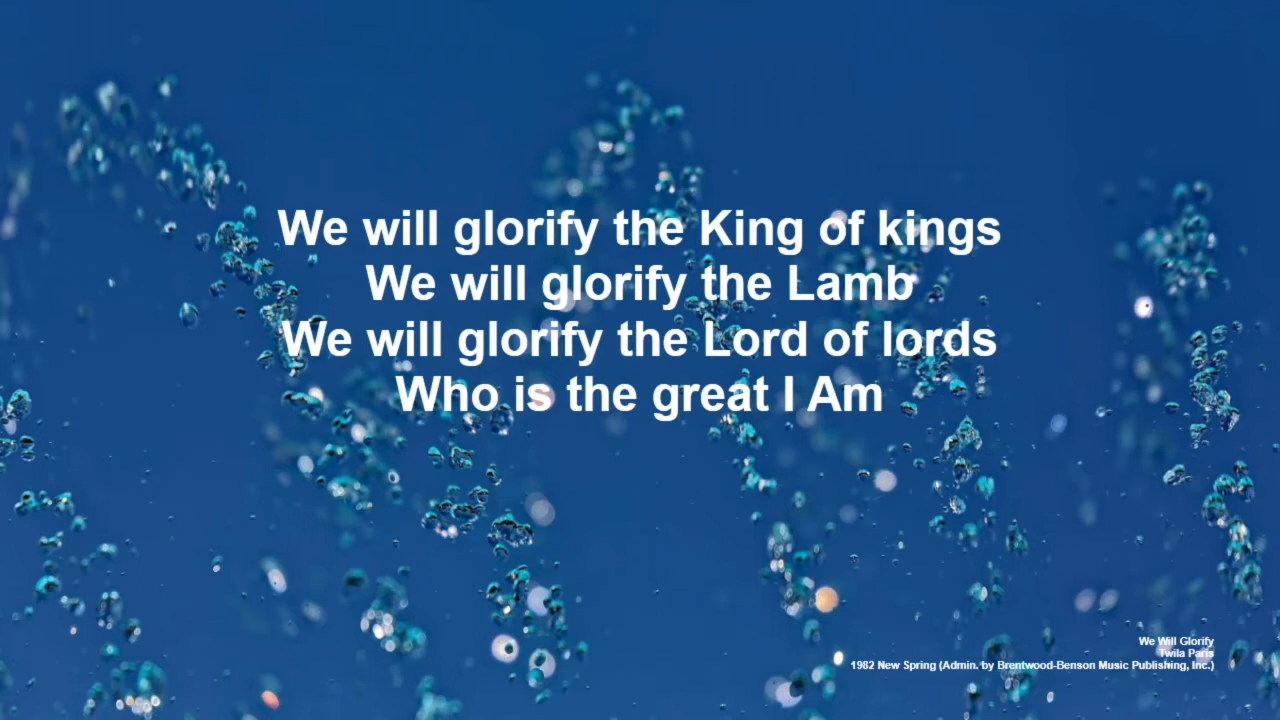 We will glorify the King of kings
We will glorify the Lamb
We will glorify the Lord of lords
Who is the great I Am
We Will Glorify
Twila Paris
1982 New Spring (Admin. by Brentwood-Benson Music Publishing, Inc.)